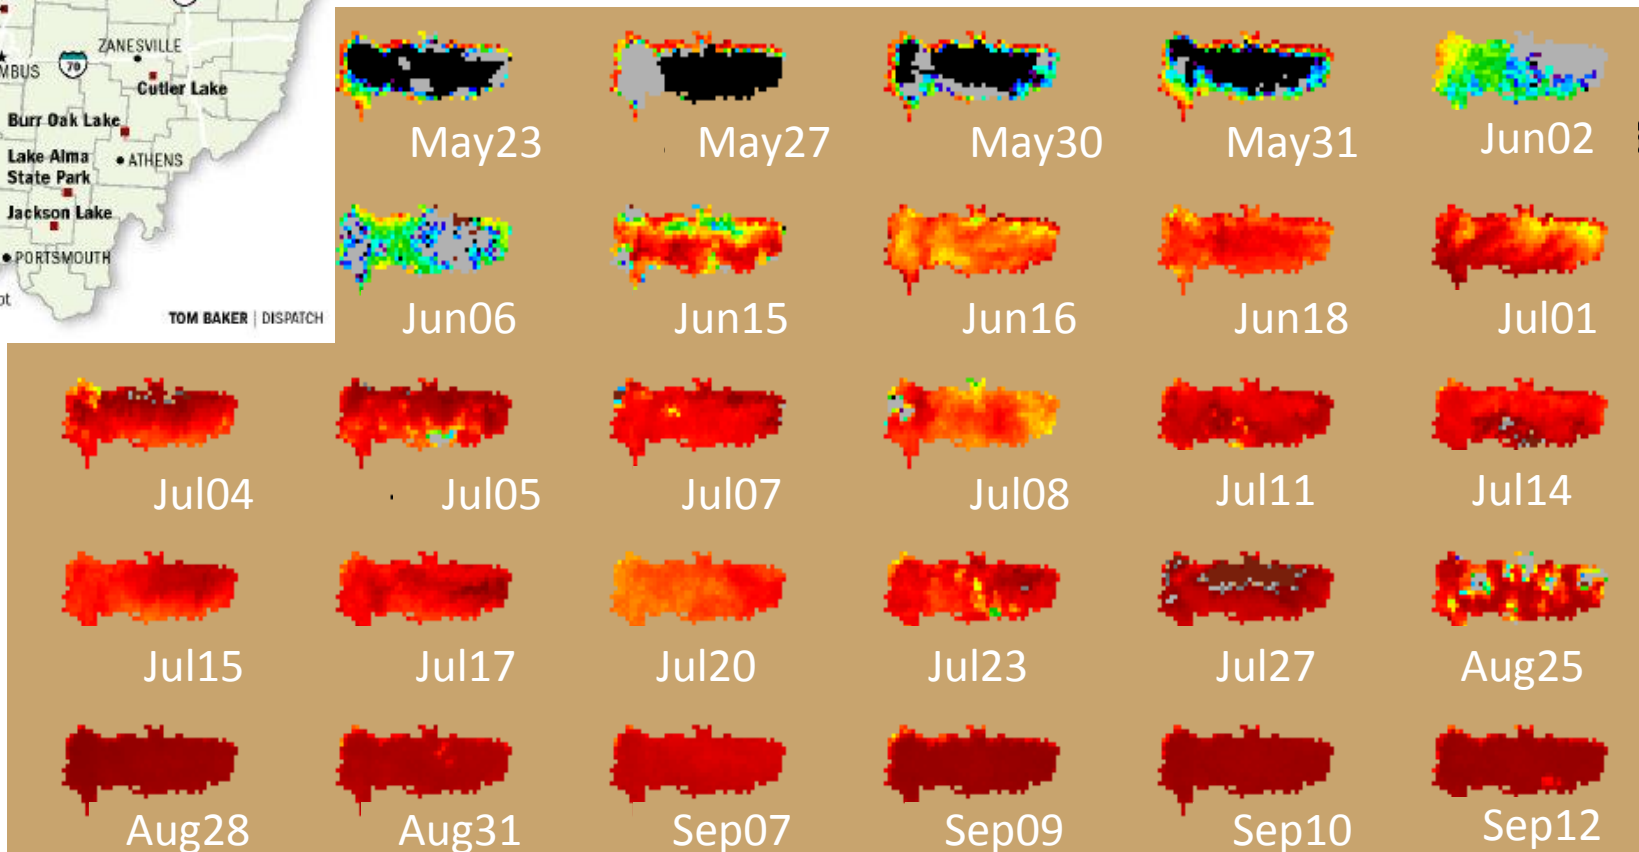 ZANESVILLE
MBUS
70
Cutler Lake
Burr Oak Lake
Lake Alma
State Park
ATHENS
Jackson Lake
PORTSMOUTH
pt
TOM BAKER | DISPATCH
May23 May27 May30 May31 Jun02
Jun06 Jun15 Jun16 Jun18 Jul01
Jul04 Jul05 Jul07 Jul08 Jul11 Jul14
Jul15 Jul17 Jul20 Jul23 Jul27 Aug25
Aug28 Aug31 Sep07 Sep09 Sep10 Sep12